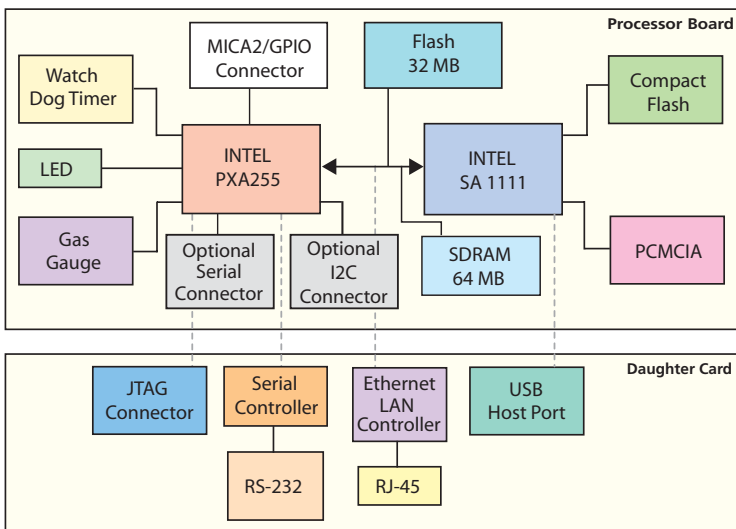 Processor Board
Watch
Dog Timer
MICA2/GPIO
Connector
Flash
32 MB
Compact
Flash
LED
INTEL
PXA255
INTEL
SA 1111
Gas
Gauge
Optional
Serial
Connector
Optional
I2C
Connector
SDRAM
64 MB
PCMCIA
Daughter Card
JTAG
Connector
Serial
Controller
Ethernet
LAN
Controller
USB
Host Port
RS-232
RJ-45